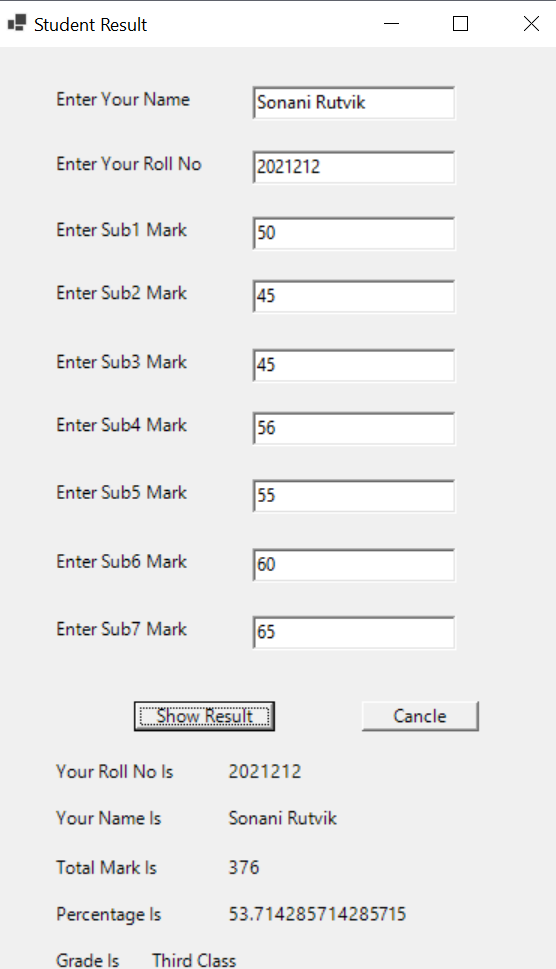 Student Result
Enter Your Name Sonani Rutvik
Enter Your Roll No 2021212
Enter Sub1 Mark 50
Enter Sub2 Mark 45
Enter Sub3 Mark 45
Enter Sub4 Mark 56
Enter Sub5 Mark 55
Enter Sub6 Mark 60
Enter Sub7 Mark 65
Show Result Cancle
Your Roll No Is 2021212
Your Name Is Sonani Rutvik
Total Mark Is 376
Percentage Is 53.714285714285715
Grade Is Third Class